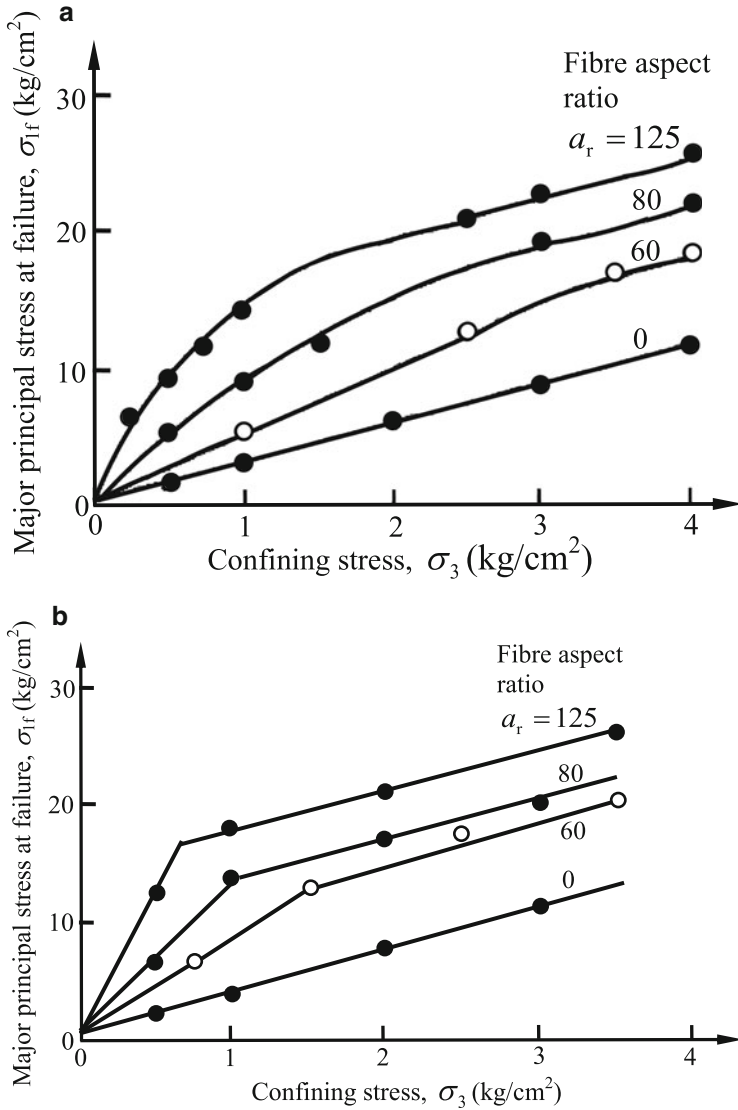 a
Major principal stress at failure, σ1f (kg/cm²)
30
20
10
0
Fibre aspect
ratio
ar = 125
80
60
0
0 1 2 3 4
Confining stress, σ3 (kg/cm²)
b
Major principal stress at failure, σ1f (kg/cm²)
30
20
10
0
Fibre aspect
ratio
ar = 125
80
60
0
0 1 2 3 4
Confining stress, σ3 (kg/cm²)